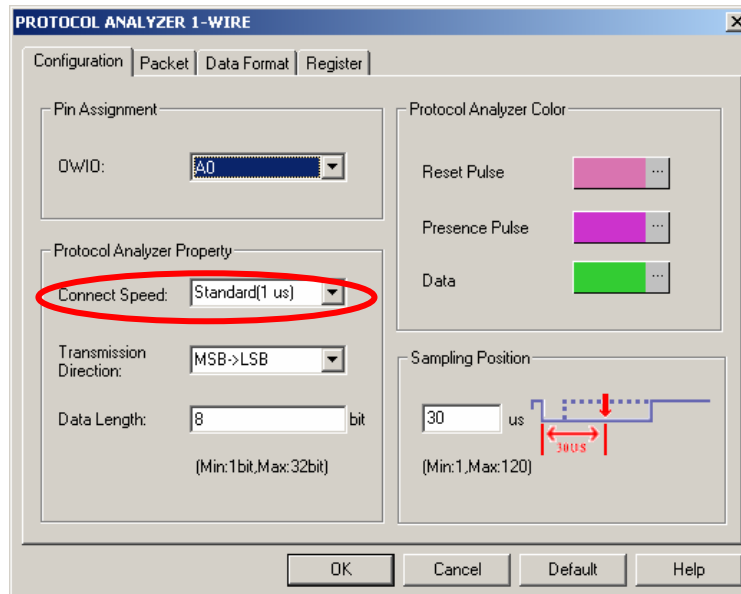 PROTOCOL ANALYZER 1-WIRE
Configuration Packet Data Format Register
Pin Assignment
OWIO: A0
Protocol Analyzer Property
Connect Speed: Standard(1 us)
Transmission
Direction: MSB->LSB
Data Length: 8 bit
(Min:1bit,Max:32bit)
Protocol Analyzer Color
Reset Pulse ...
Presence Pulse ...
Data ...
Sampling Position
30 us
30US
(Min:1,Max:120)
OK Cancel Default Help